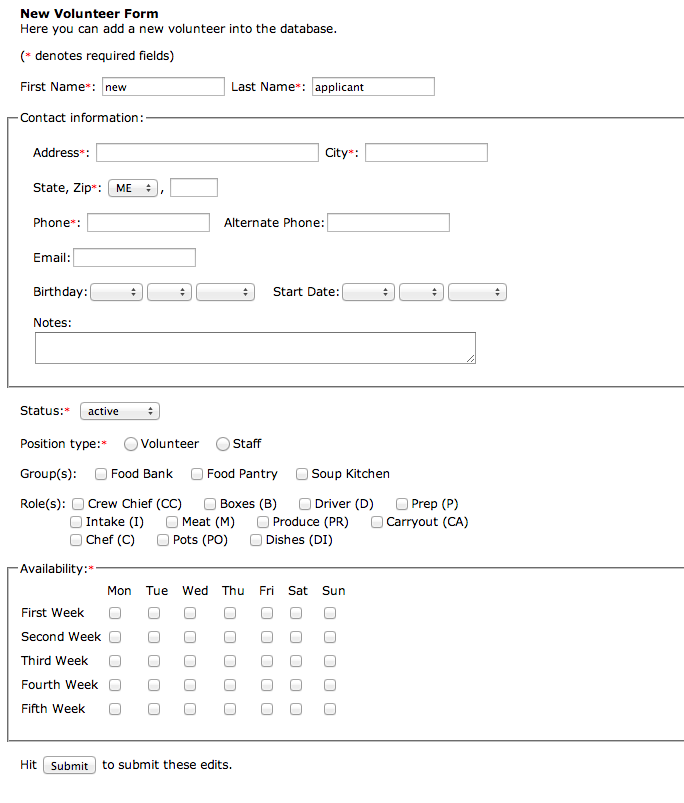 New Volunteer Form
Here you can add a new volunteer into the database.
(* denotes required fields)
First Name*: new Last Name*: applicant
Contact information:
Address*: City*:
State, Zip*: ME ,
Phone*: Alternate Phone:
Email:
Birthday: Start Date:
Notes:
Status:* active
Position type:* Volunteer Staff
Group(s): Food Bank Food Pantry Soup Kitchen
Role(s): Crew Chief (CC) Boxes (B) Driver (D) Prep (P)
Intake (I) Meat (M) Produce (PR) Carryout (CA)
Chef (C) Pots (PO) Dishes (DI)
Availability:*
Mon Tue Wed Thu Fri Sat Sun
First Week
Second Week
Third Week
Fourth Week
Fifth Week
Hit Submit to submit these edits.